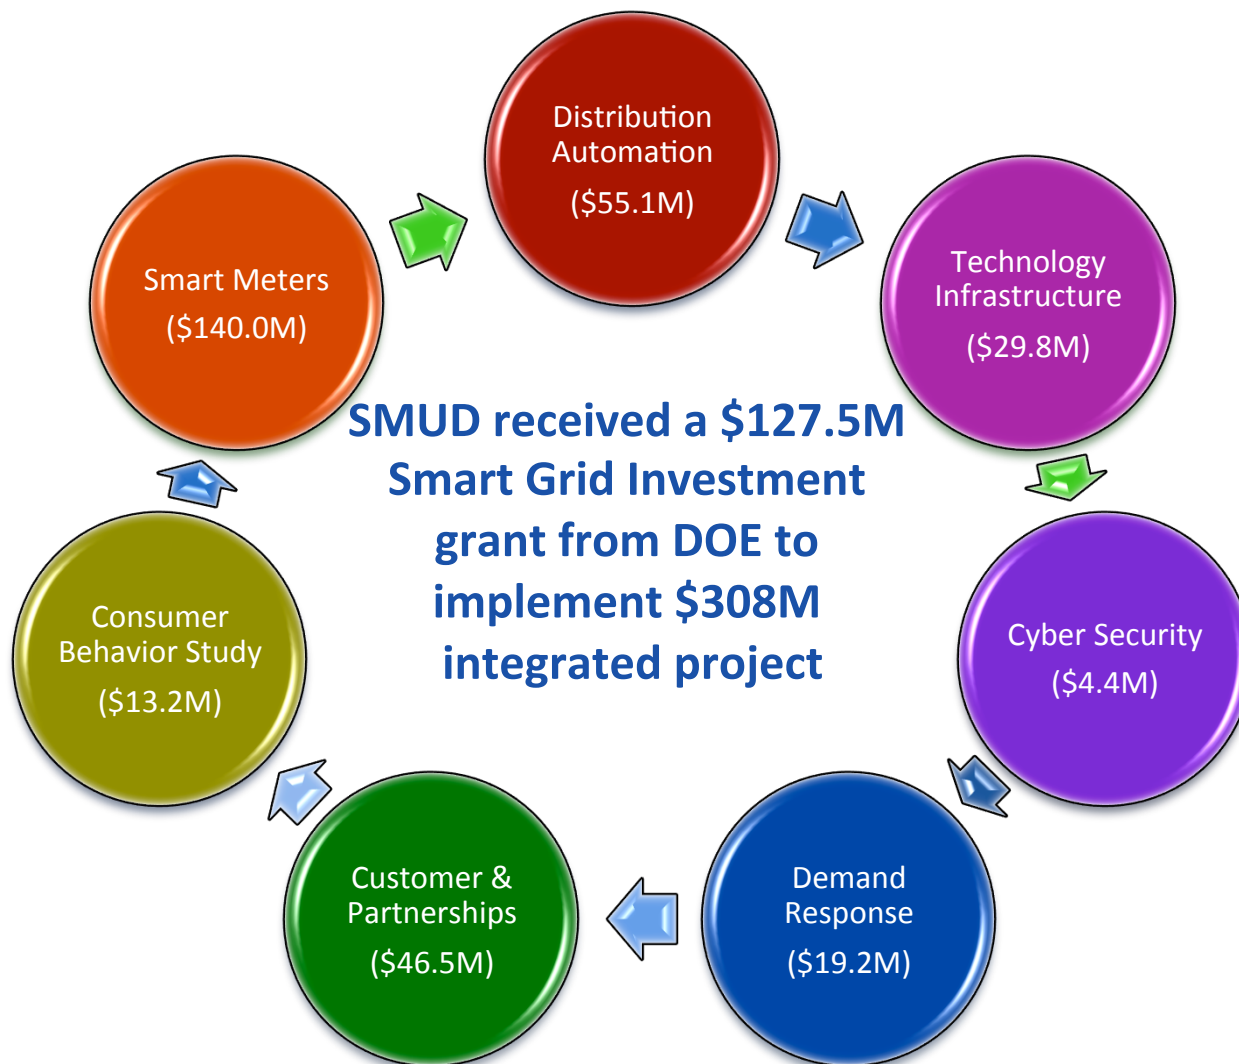 Distribution
Automation
($55.1M)
Technology
Infrastructure
($29.8M)
Cyber Security
($4.4M)
Demand
Response
($19.2M)
Customer &
Partnerships
($46.5M)
Consumer
Behavior Study
($13.2M)
Smart Meters
($140.0M)
SMUD received a $127.5M
Smart Grid Investment
grant from DOE to
implement $308M
integrated project